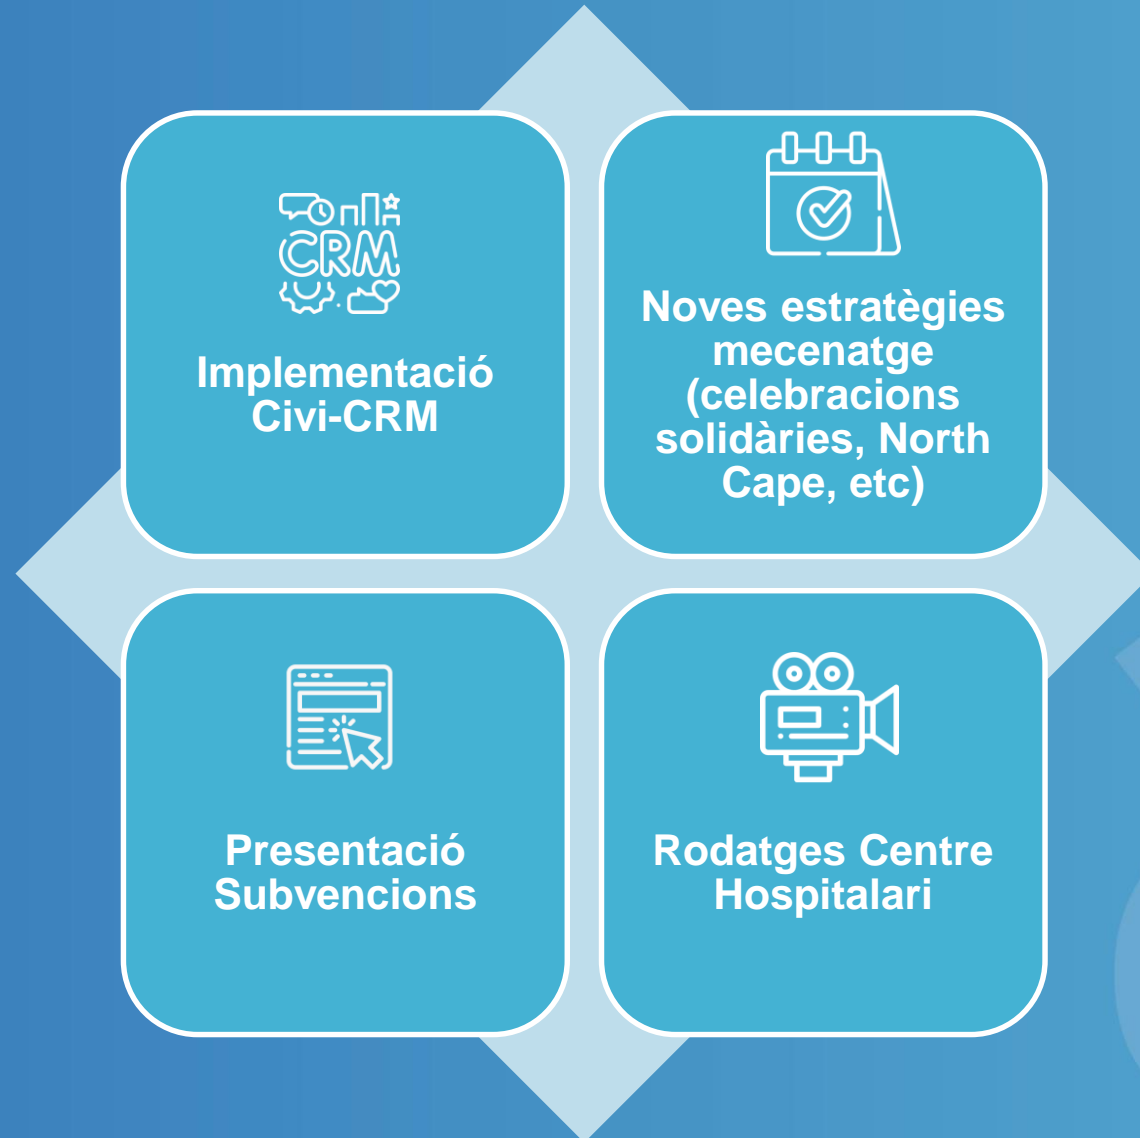 CRM
Implementació
Civi-CRM
Noves estratègies
mecenatge
(celebracions
solidàries, North
Cape, etc)
Presentació
Subvencions
Rodatges Centre
Hospitalari